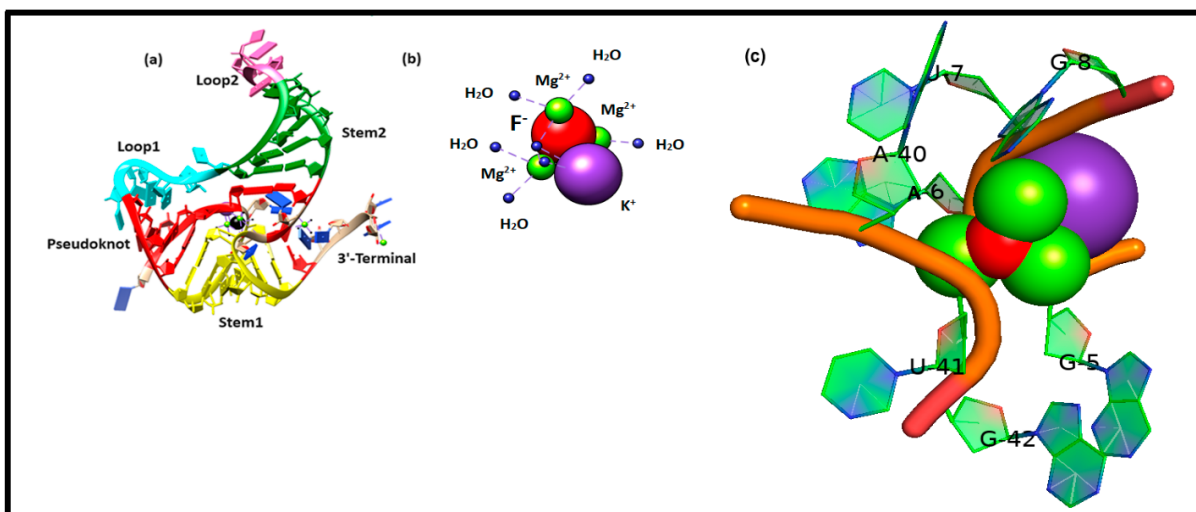 (a)
Loop2
Stem2
Loop1
Pseudoknot
3'-Terminal
Stem1
(b)
H₂O
Mg²⁺
H₂O
Mg²⁺
F⁻
H₂O
H₂O
Mg²⁺
K⁺
H₂O
(c)
U-7
G-8
A-40
A-6
U-41
G-5
G-42